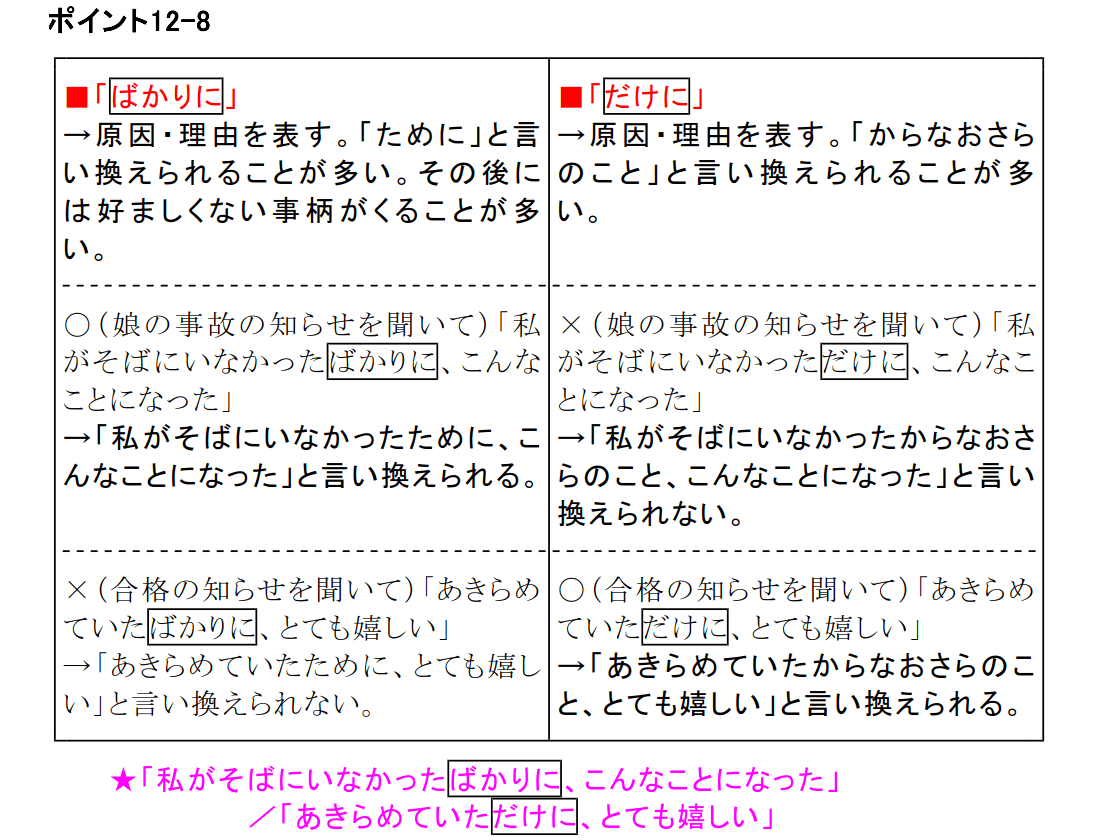 ポイント12-8
■「ばかりに」
→原因・理由を表す。「ために」と言
い換えられることが多い。その後に
は好ましくない事柄がくることが多
い。
○（娘の事故の知らせを聞いて）「私
がそばにいなかったばかりに、こんな
ことになった」
→「私がそばにいなかったために、こ
んなことになった」と言い換えられる。
×（合格の知らせを聞いて）「あきらめ
ていたばかりに、とても嬉しい」
→「あきらめていたために、とても嬉し
い」と言い換えられない。
■「だけに」
→原因・理由を表す。「からなおさら
のこと」と言い換えられることが多
い。
×（娘の事故の知らせを聞いて）「私
がそばにいなかっただけに、こんなこ
とになった」
→「私がそばにいなかったからなおさ
らのこと、こんなことになった」と言い
換えられない。
○（合格の知らせを聞いて）「あきらめ
ていただけに、とても嬉しい」
→「あきらめていたからなおさらのこ
と、とても嬉しい」と言い換えられる。
★「私がそばにいなかったばかりに、こんなことになった」
／「あきらめていただけに、とても嬉しい」